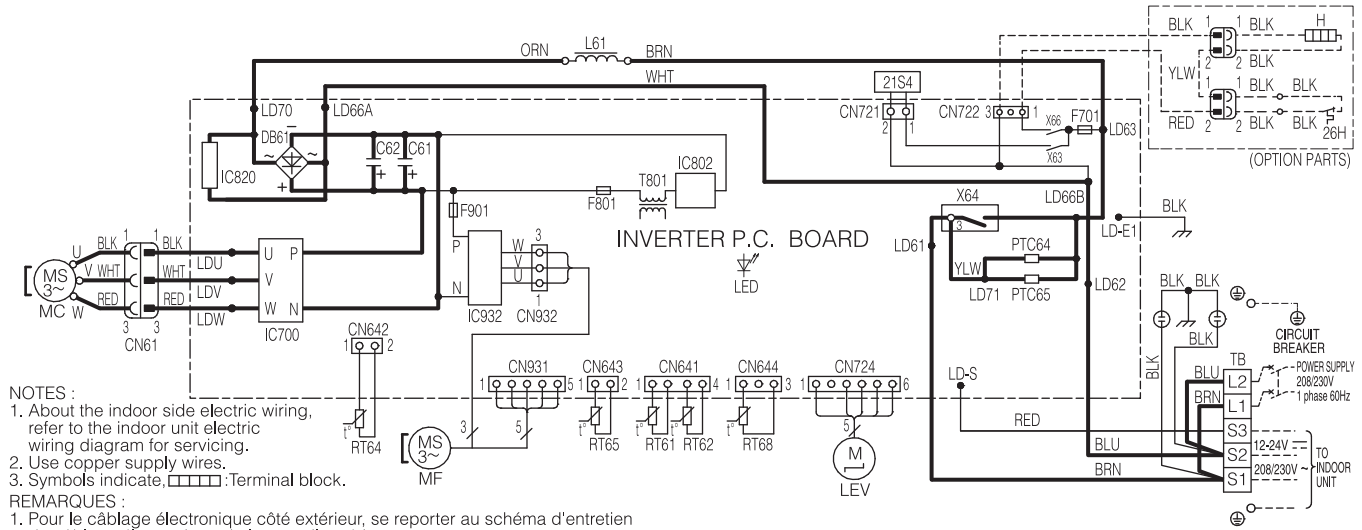 ORN L61 BRN
WHT
BLK 1 1 BLK H
2 2 BLK
YLW
1 1 BLK BLK
RED 2 2 BLK BLK 26H
(OPTION PARTS)
LD70 LD66A
21S4
CN721 2 1
CN722 3 1
F701
X66
X63
LD63
DB61
− ~ ~ +
C62 C61
+ +
IC820
IC802
T801
F801
F901
LD66B
X64
3
LD61
YLW
PTC64
LD71 PTC65
LD62
BLK
LD-E1
INVERTER P.C. BOARD
LED
P
N
W
V
U
3
1
IC932 CN932
MS
3~
MC
U
V
W
BLK 1 1 BLK
WHT WHT
RED RED
3 3
CN61
LDU
LDV
LDW
U P
V
W N
IC700
BLK BLK
BLK
BLK
CIRCUIT
BREAKER
TB
POWER SUPPLY
208/230V
1 phase 60Hz
BLU L2
BRN L1
S3
S2
S1
12-24V
208/230V ~
TO
INDOOR
UNIT
CN642
1 2
t°
RT64
CN931
1 5
3 5
MS
3~
MF
CN643
1 2
t°
RT65
CN641
1 4
t° t°
RT61 RT62
CN644
1 3
t°
RT68
CN724
1 6
5
M
LEV
LD-S
RED
BLU
BRN
NOTES :
1. About the indoor side electric wiring,
refer to the indoor unit electric
wiring diagram for servicing.
2. Use copper supply wires.
3. Symbols indicate, :Terminal block.
REMARQUES :
1. Pour le câblage électronique côté extérieur, se reporter au schéma d'entretien